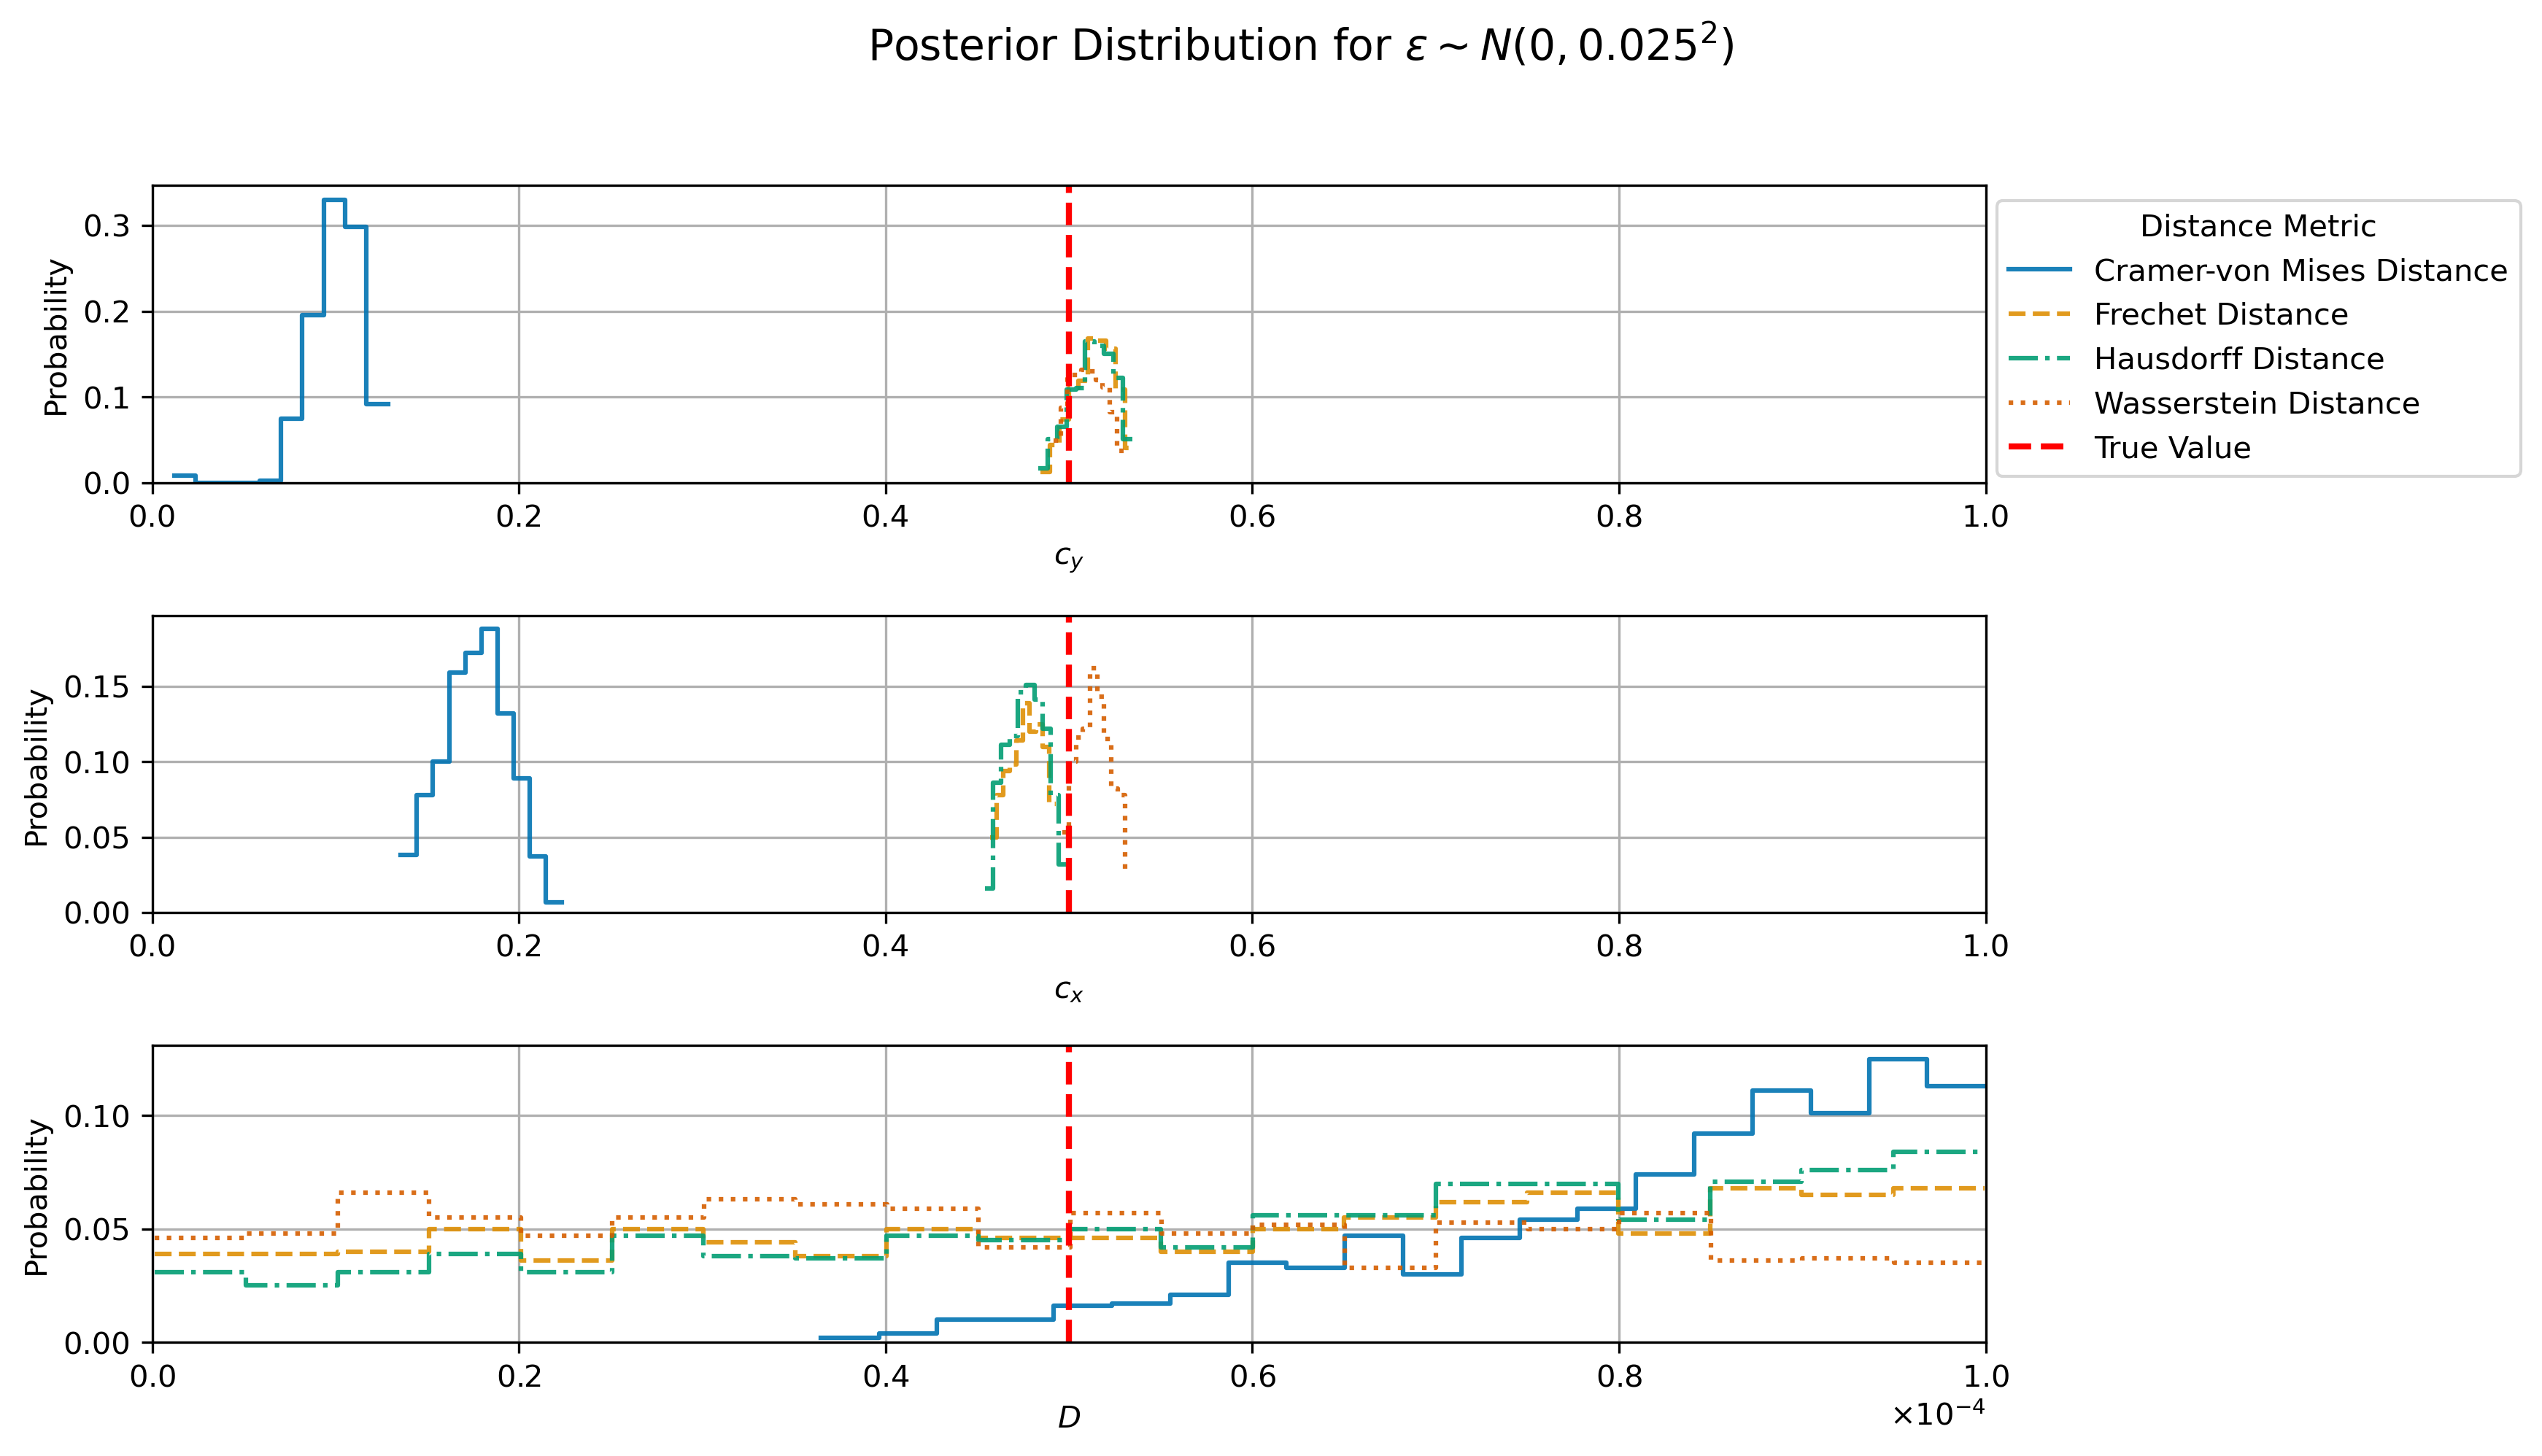 Posterior Distribution for ε ~ N(0, 0.025²)
0.3
0.2
0.1
0.0
Probability
0.0 0.2 0.4 0.6 0.8 1.0
c_y
Distance Metric
Cramer-von Mises Distance
Frechet Distance
Hausdorff Distance
Wasserstein Distance
True Value
0.15
0.10
0.05
0.00
Probability
0.0 0.2 0.4 0.6 0.8 1.0
c_x
0.10
0.05
0.00
Probability
0.0 0.2 0.4 0.6 0.8 1.0
×10⁻⁴
D